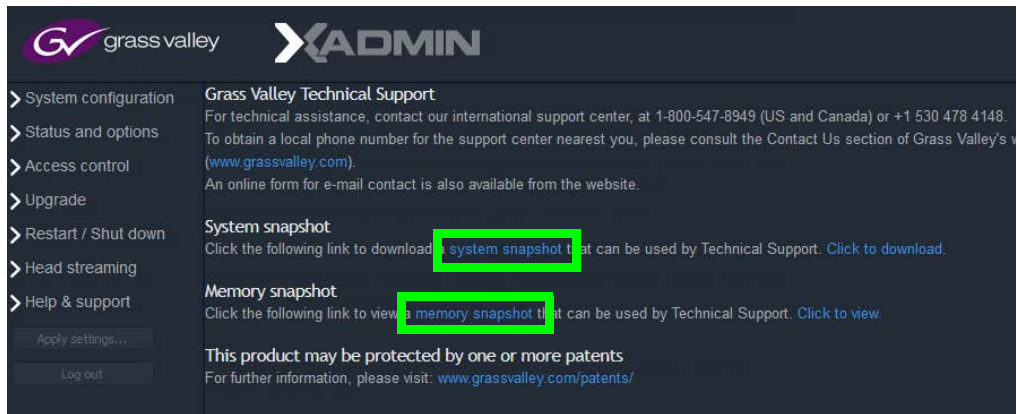 GV grass valley
XADMIN
System configuration
Status and options
Access control
Upgrade
Restart / Shut down
Head streaming
Help & support
Apply settings...
Log out
Grass Valley Technical Support
For technical assistance, contact our international support center, at 1-800-547-8949 (US and Canada) or +1 530 478 4148.
To obtain a local phone number for the support center nearest you, please consult the Contact Us section of Grass Valley's
(www.grassvalley.com).
An online form for e-mail contact is also available from the website.
System snapshot
Click the following link to download a system snapshot that can be used by Technical Support. Click to download.
Memory snapshot
Click the following link to view a memory snapshot that can be used by Technical Support. Click to view.
This product may be protected by one or more patents
For further information, please visit: www.grassvalley.com/patents/